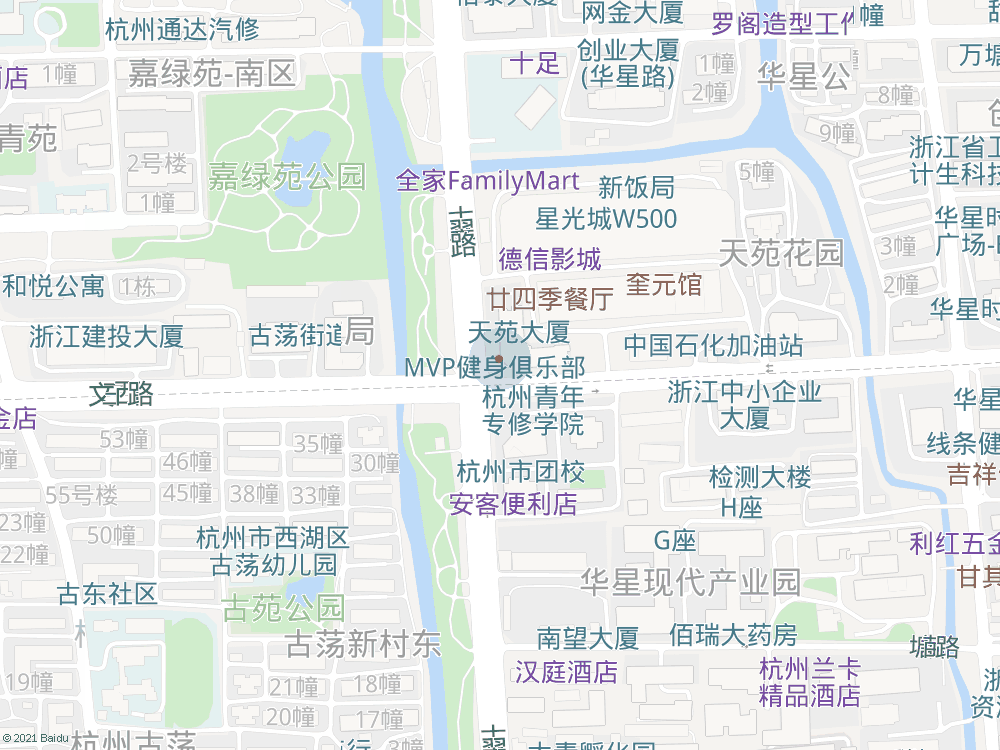 网金大厦
罗阁造型工作
幢
杭州通达汽修
创业大厦
(华星路)
万塘
1幢
嘉绿苑-南区
十足
1幢
华星公
酒店
2幢
8幢
9幢
青苑
2号楼
浙江省工
计生科技
嘉绿苑公园
全家FamilyMart
新饭局
5幢
1幢
星光城W500
华星时
广场-
路
3幢
天苑花园
德信影城
和悦公寓
1栋
奎元馆
2幢
廿四季餐厅
华星时
浙江建投大厦
古荡街道
局
天苑大厦
中国石化加油站
MVP健身俱乐部
文二路
杭州青年
专修学院
浙江中小企业
大厦
华星
金店
53幢
35幢
线条健
46幢
30幢
杭州市团校
检测大楼
H座
吉祥
55号楼
45幢
38幢
33幢
安客便利店
23幢
50幢
22幢
杭州市西湖区
古荡幼儿园
G座
利红五金
古东社区
华星现代产业园
甘其
古苑公园
古荡新村东
南望大厦
佰瑞大药房
塘路
汉庭酒店
杭州兰卡
精品酒店
19幢
21幢
18幢
20幢
17幢
资
© 2021 Baidu
杭州古荡
3幢